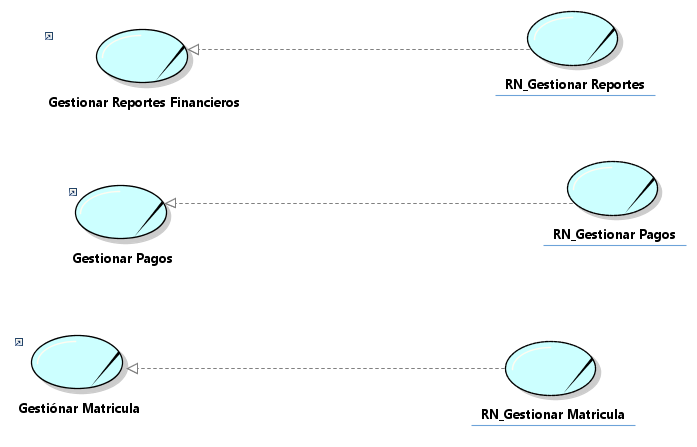 Gestionar Reportes Financieros
RN_Gestionar Reportes
Gestionar Pagos
RN_Gestionar Pagos
Gestiónar Matricula
RN_Gestionar Matricula